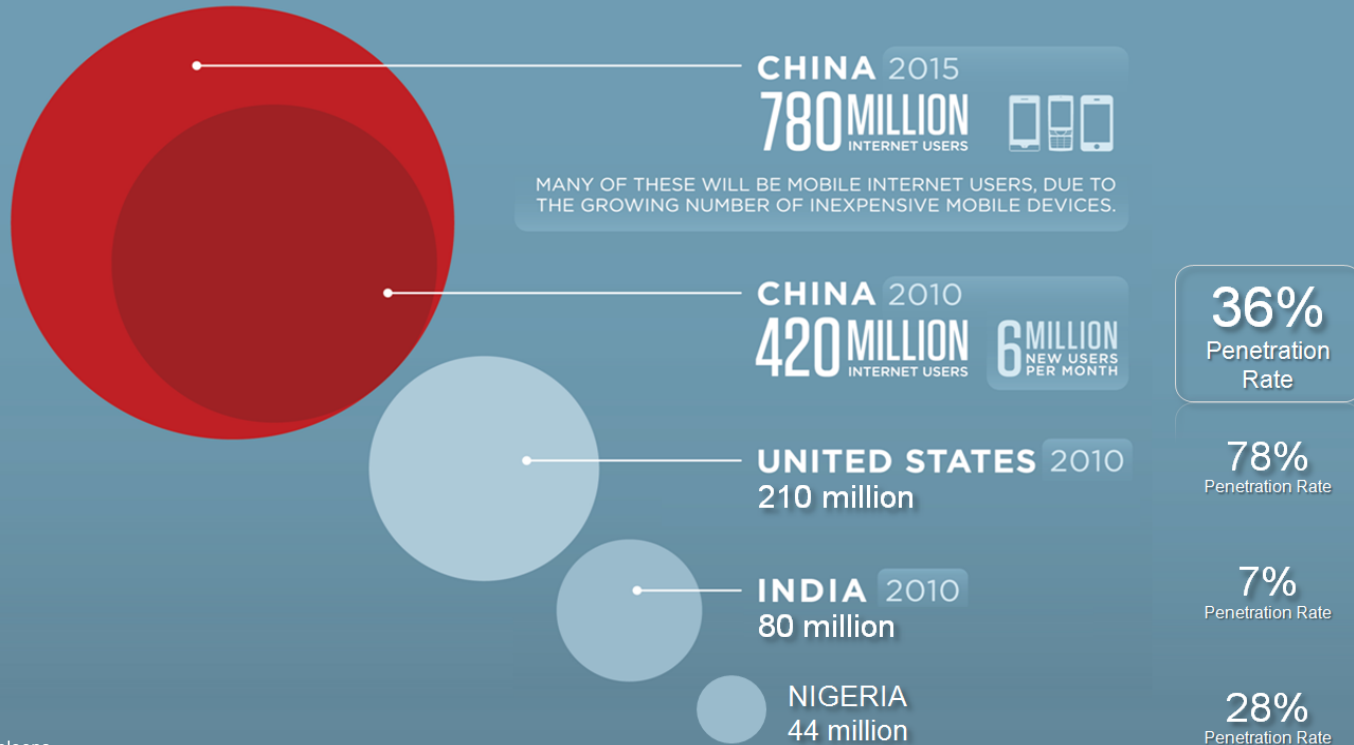 CHINA 2015
780 MILLION
INTERNET USERS
MANY OF THESE WILL BE MOBILE INTERNET USERS, DUE TO
THE GROWING NUMBER OF INEXPENSIVE MOBILE DEVICES.
CHINA 2010
420 MILLION
INTERNET USERS
6 MILLION
NEW USERS
PER MONTH
36%
Penetration
Rate
UNITED STATES 2010
210 million
78%
Penetration Rate
INDIA 2010
80 million
7%
Penetration Rate
NIGERIA
44 million
28%
Penetration Rate